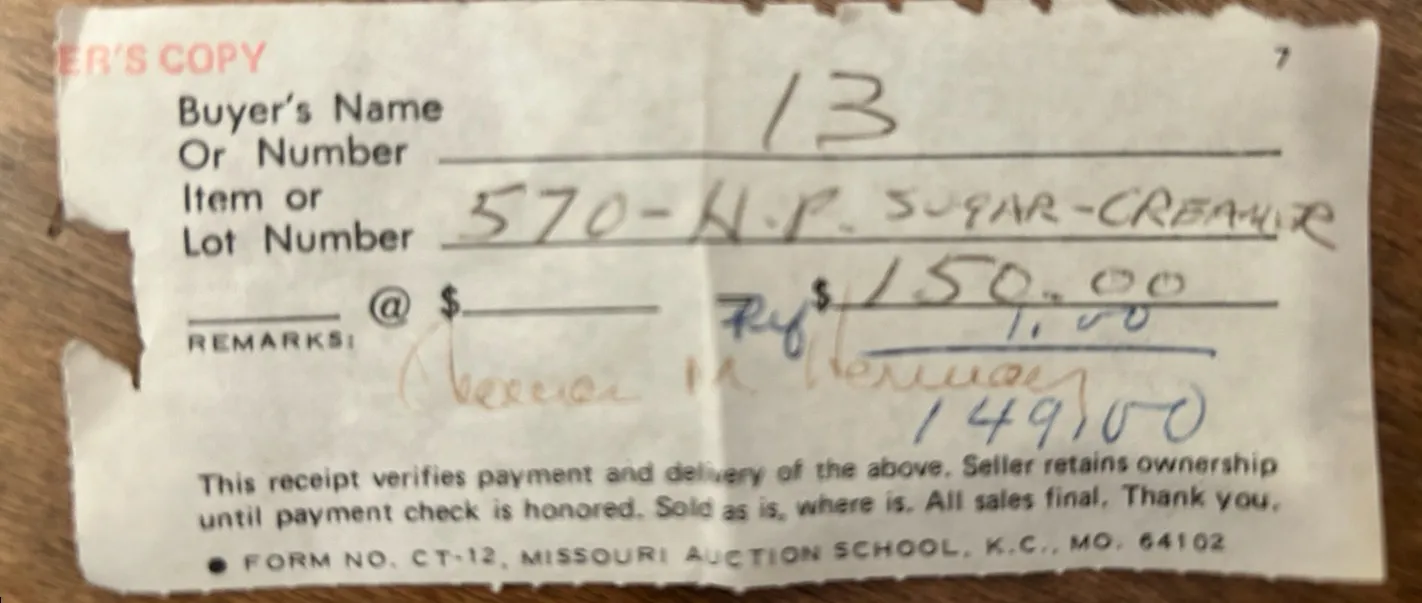 ER'S COPY
7
Buyer's Name
Or Number 13
Item or
Lot Number 570-H.P. SUGAR-CREAMER
@ $ $ 150.00
1.00
REMARKS:
M
149.00
This receipt verifies payment and delivery of the above. Seller retains ownership
until payment check is honored. Sold as is, where is. All sales final. Thank you.
● FORM NO. CT-12, MISSOURI AUCTION SCHOOL, K.C., MO. 64102